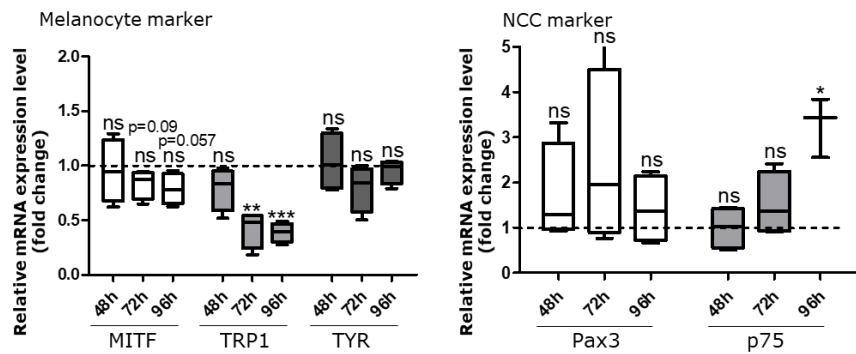 Melanocyte marker
Relative mRNA expression level
(fold change)
2.0
1.5
1.0
0.5
0.0
ns
p=0.09
ns
p=0.057
ns
ns
**
***
ns
ns
ns
48h
72h
96h
48h
72h
96h
48h
72h
96h
MITF
TRP1
TYR
NCC marker
Relative mRNA expression level
(fold change)
5
4
3
2
1
0
ns
ns
ns
ns
ns
*
48h
72h
96h
48h
72h
96h
Pax3
p75